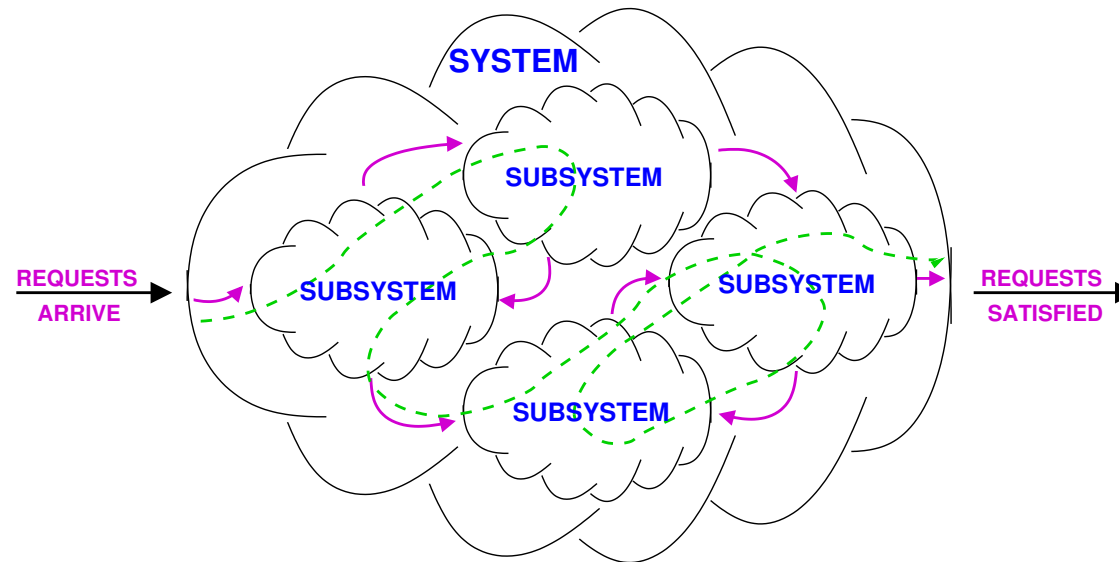 SYSTEM
SUBSYSTEM
REQUESTS
ARRIVE
SUBSYSTEM
SUBSYSTEM
REQUESTS
SATISFIED
SUBSYSTEM